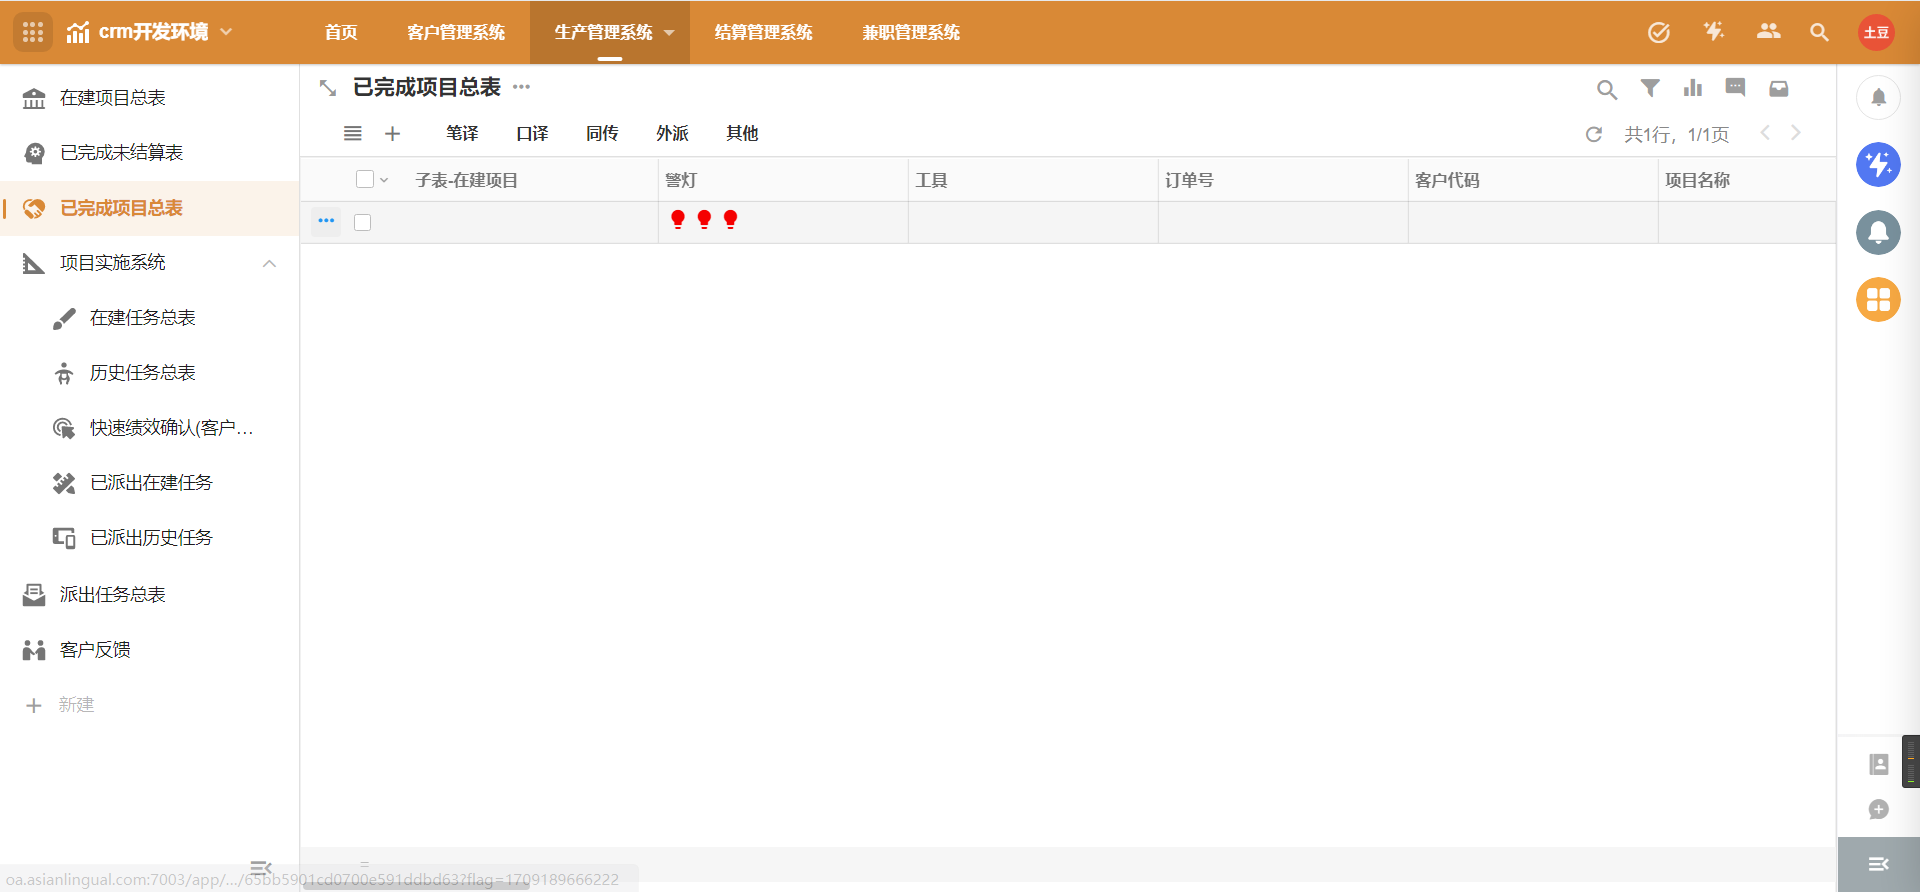 crm开发环境
首页
客户管理系统
生产管理系统
结算管理系统
兼职管理系统
土豆
在建项目总表
已完成未结算表
已完成项目总表
项目实施系统
在建任务总表
历史任务总表
快速绩效确认(客户…
已派出在建任务
已派出历史任务
派出任务总表
客户反馈
新建
已完成项目总表
笔译 口译 同传 外派 其他
共1行, 1/1页
子表-在建项目 警灯 工具 订单号 客户代码 项目名称
oa.asianlingual.com:7003/app/.../65bb5901cd0700e591ddbd63?flag=1709189666222